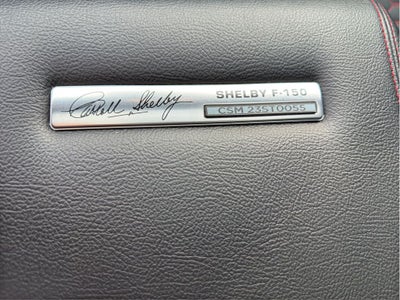 Carroll Shelby
SHELBY F-150
CSM 23ST0055